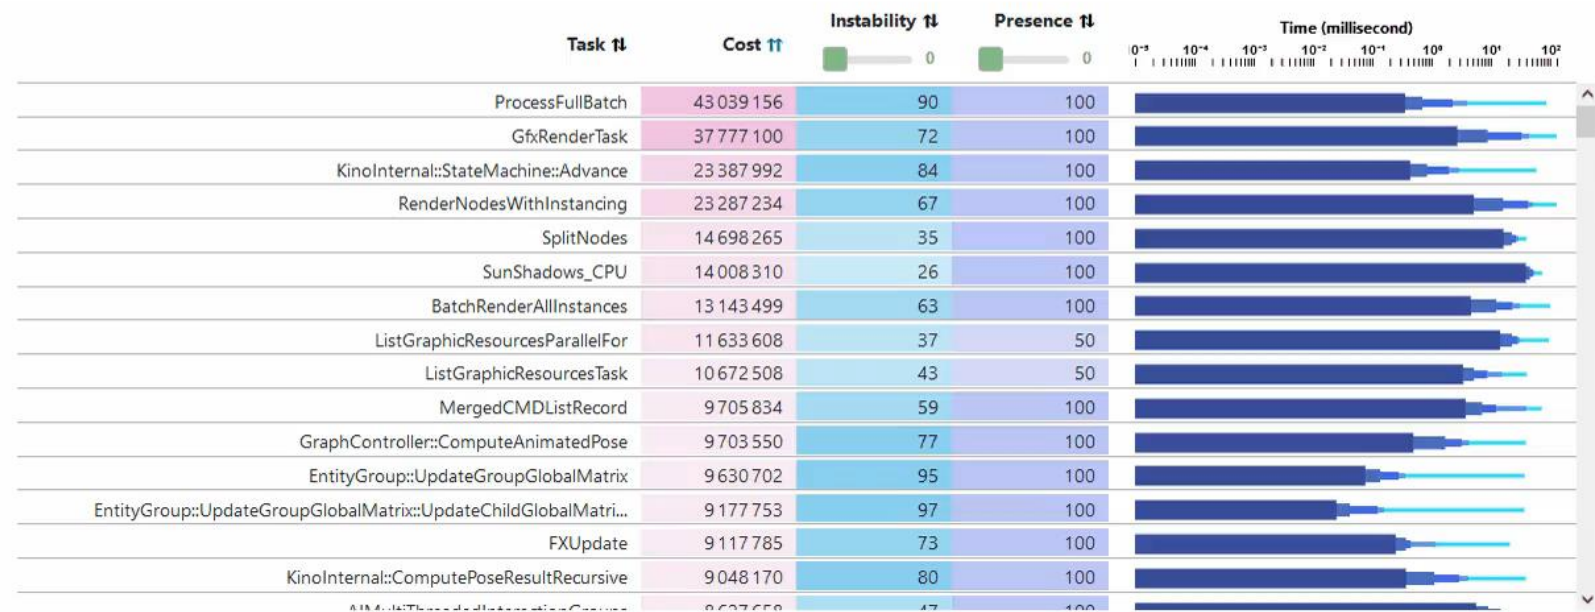 Task ⇅ Cost ⇈ Instability ⇅ 0 Presence ⇅ 0 Time (millisecond)
10⁻⁴ 10⁻³ 10⁻² 10⁻¹ 10⁰ 10¹ 10²
ProcessFullBatch 43 039 156 90 100
GfxRenderTask 37 777 100 72 100
KinoInternal::StateMachine::Advance 23 387 992 84 100
RenderNodesWithInstancing 23 287 234 67 100
SplitNodes 14 698 265 35 100
SunShadows_CPU 14 008 310 26 100
BatchRenderAllInstances 13 143 499 63 100
ListGraphicResourcesParallelFor 11 633 608 37 50
ListGraphicResourcesTask 10 672 508 43 50
MergedCMDListRecord 9 705 834 59 100
GraphController::ComputeAnimatedPose 9 703 550 77 100
EntityGroup::UpdateGroupGlobalMatrix 9 630 702 95 100
EntityGroup::UpdateGroupGlobalMatrix::UpdateChildGlobalMatri... 9 177 753 97 100
FXUpdate 9 117 785 73 100
KinoInternal::ComputePoseResultRecursive 9 048 170 80 100